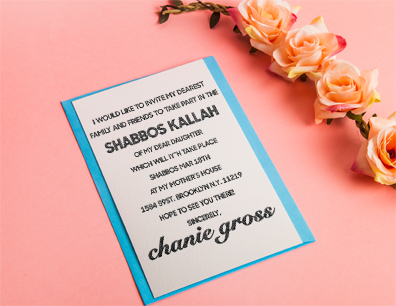 I WOULD LIKE TO INVITE MY DEAREST
FAMILY AND FRIENDS TO TAKE PART IN THE
SHABBOS KALLAH
OF MY DEAR DAUGHTER
WHICH WILL IY"H TAKE PLACE
SHABBOS MAR 18TH
AT MY MOTHER'S HOUSE
1584 59ST. BROOKLYN N.Y. 11219
HOPE TO SEE YOU THERE!
SINCERELY,
chanie gross